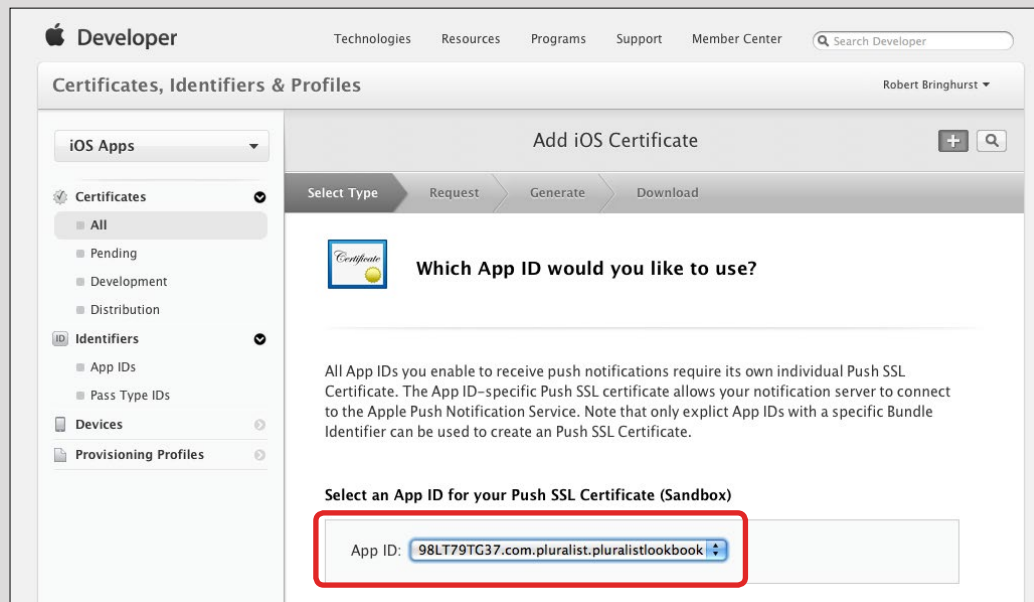 Developer
Technologies Resources Programs Support Member Center Search Developer
Certificates, Identifiers & Profiles
Robert Bringhurst
iOS Apps
Certificates
All
Pending
Development
Distribution
ID Identifiers
App IDs
Pass Type IDs
Devices
Provisioning Profiles
Add iOS Certificate
Select Type Request Generate Download
Certificate
Which App ID would you like to use?
All App IDs you enable to receive push notifications require its own individual Push SSL
Certificate. The App ID-specific Push SSL certificate allows your notification server to connect
to the Apple Push Notification Service. Note that only explict App IDs with a specific Bundle
Identifier can be used to create an Push SSL Certificate.
Select an App ID for your Push SSL Certificate (Sandbox)
App ID: 98LT79TG37.com.pluralist.pluralistlookbook